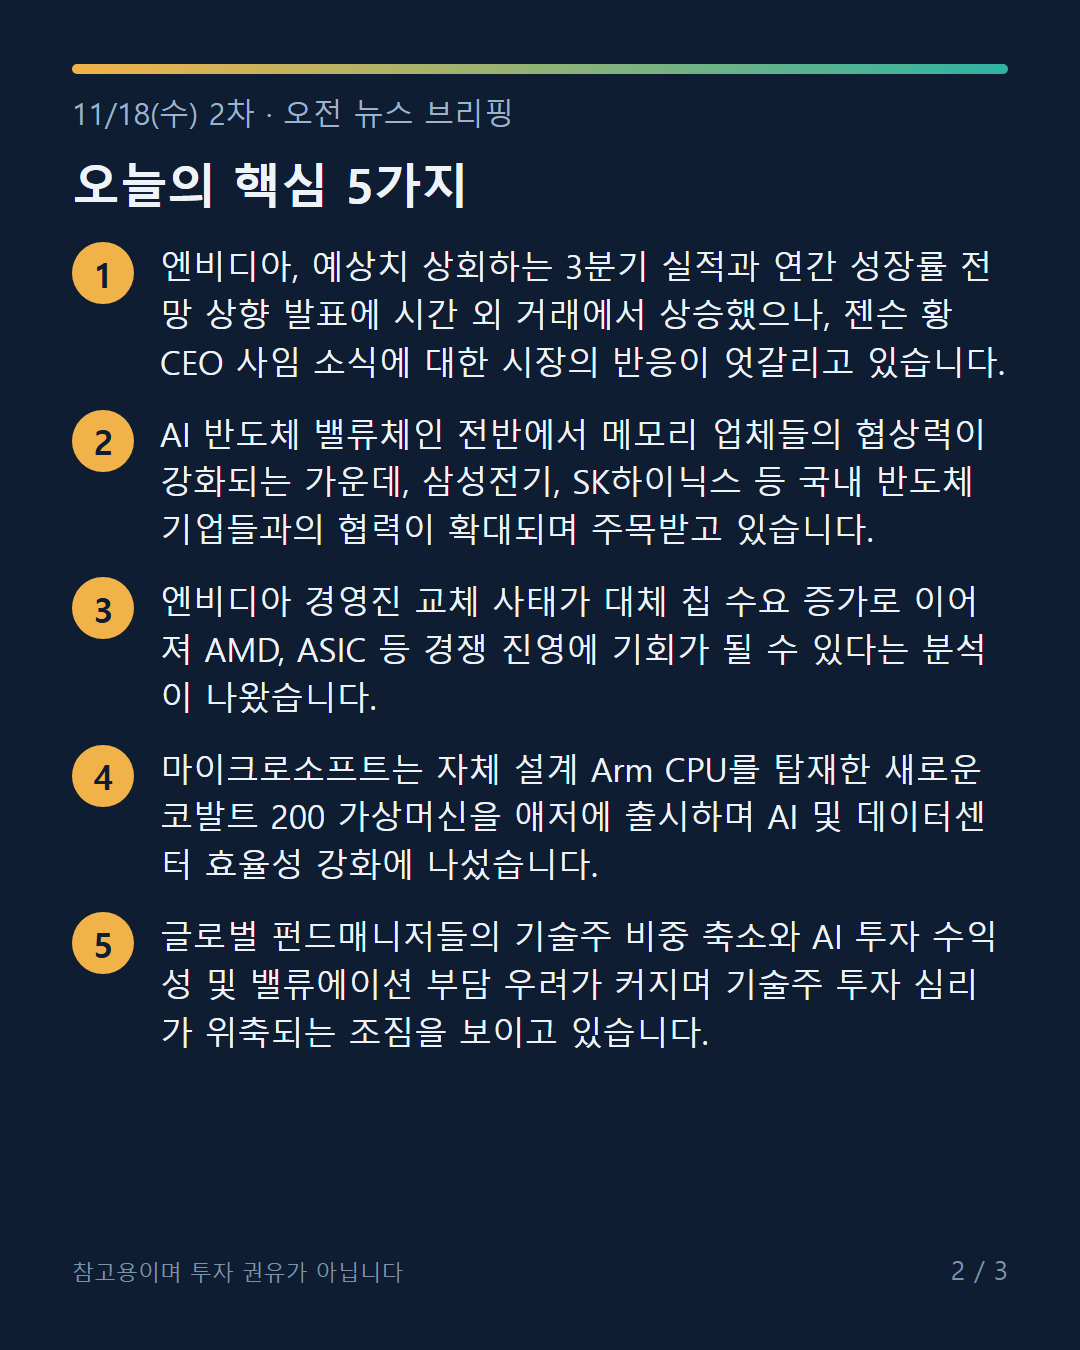 11/18(수) 2차 · 오전 뉴스 브리핑
오늘의 핵심 5가지
1
엔비디아, 예상치 상회하는 3분기 실적과 연간 성장률 전
망 상향 발표에 시간 외 거래에서 상승했으나, 젠슨 황
CEO 사임 소식에 대한 시장의 반응이 엇갈리고 있습니다.
2
AI 반도체 밸류체인 전반에서 메모리 업체들의 협상력이
강화되는 가운데, 삼성전기, SK하이닉스 등 국내 반도체
기업들과의 협력이 확대되며 주목받고 있습니다.
3
엔비디아 경영진 교체 사태가 대체 칩 수요 증가로 이어
져 AMD, ASIC 등 경쟁 진영에 기회가 될 수 있다는 분석
이 나왔습니다.
4
마이크로소프트는 자체 설계 Arm CPU를 탑재한 새로운
코발트 200 가상머신을 애저에 출시하며 AI 및 데이터센
터 효율성 강화에 나섰습니다.
5
글로벌 펀드매니저들의 기술주 비중 축소와 AI 투자 수익
성 및 밸류에이션 부담 우려가 커지며 기술주 투자 심리
가 위축되는 조짐을 보이고 있습니다.
참고용이며 투자 권유가 아닙니다
2 / 3